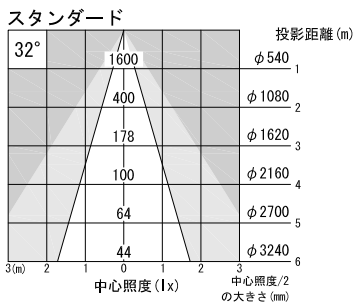 スタンダード
投影距離(m)
32°
1600
φ540
1
400
φ1080
2
178
φ1620
3
100
φ2160
4
64
φ2700
5
44
φ3240
6
3(m) 2 1 0 1 2 3
中心照度(lx)
中心照度/2
の大きさ(mm)